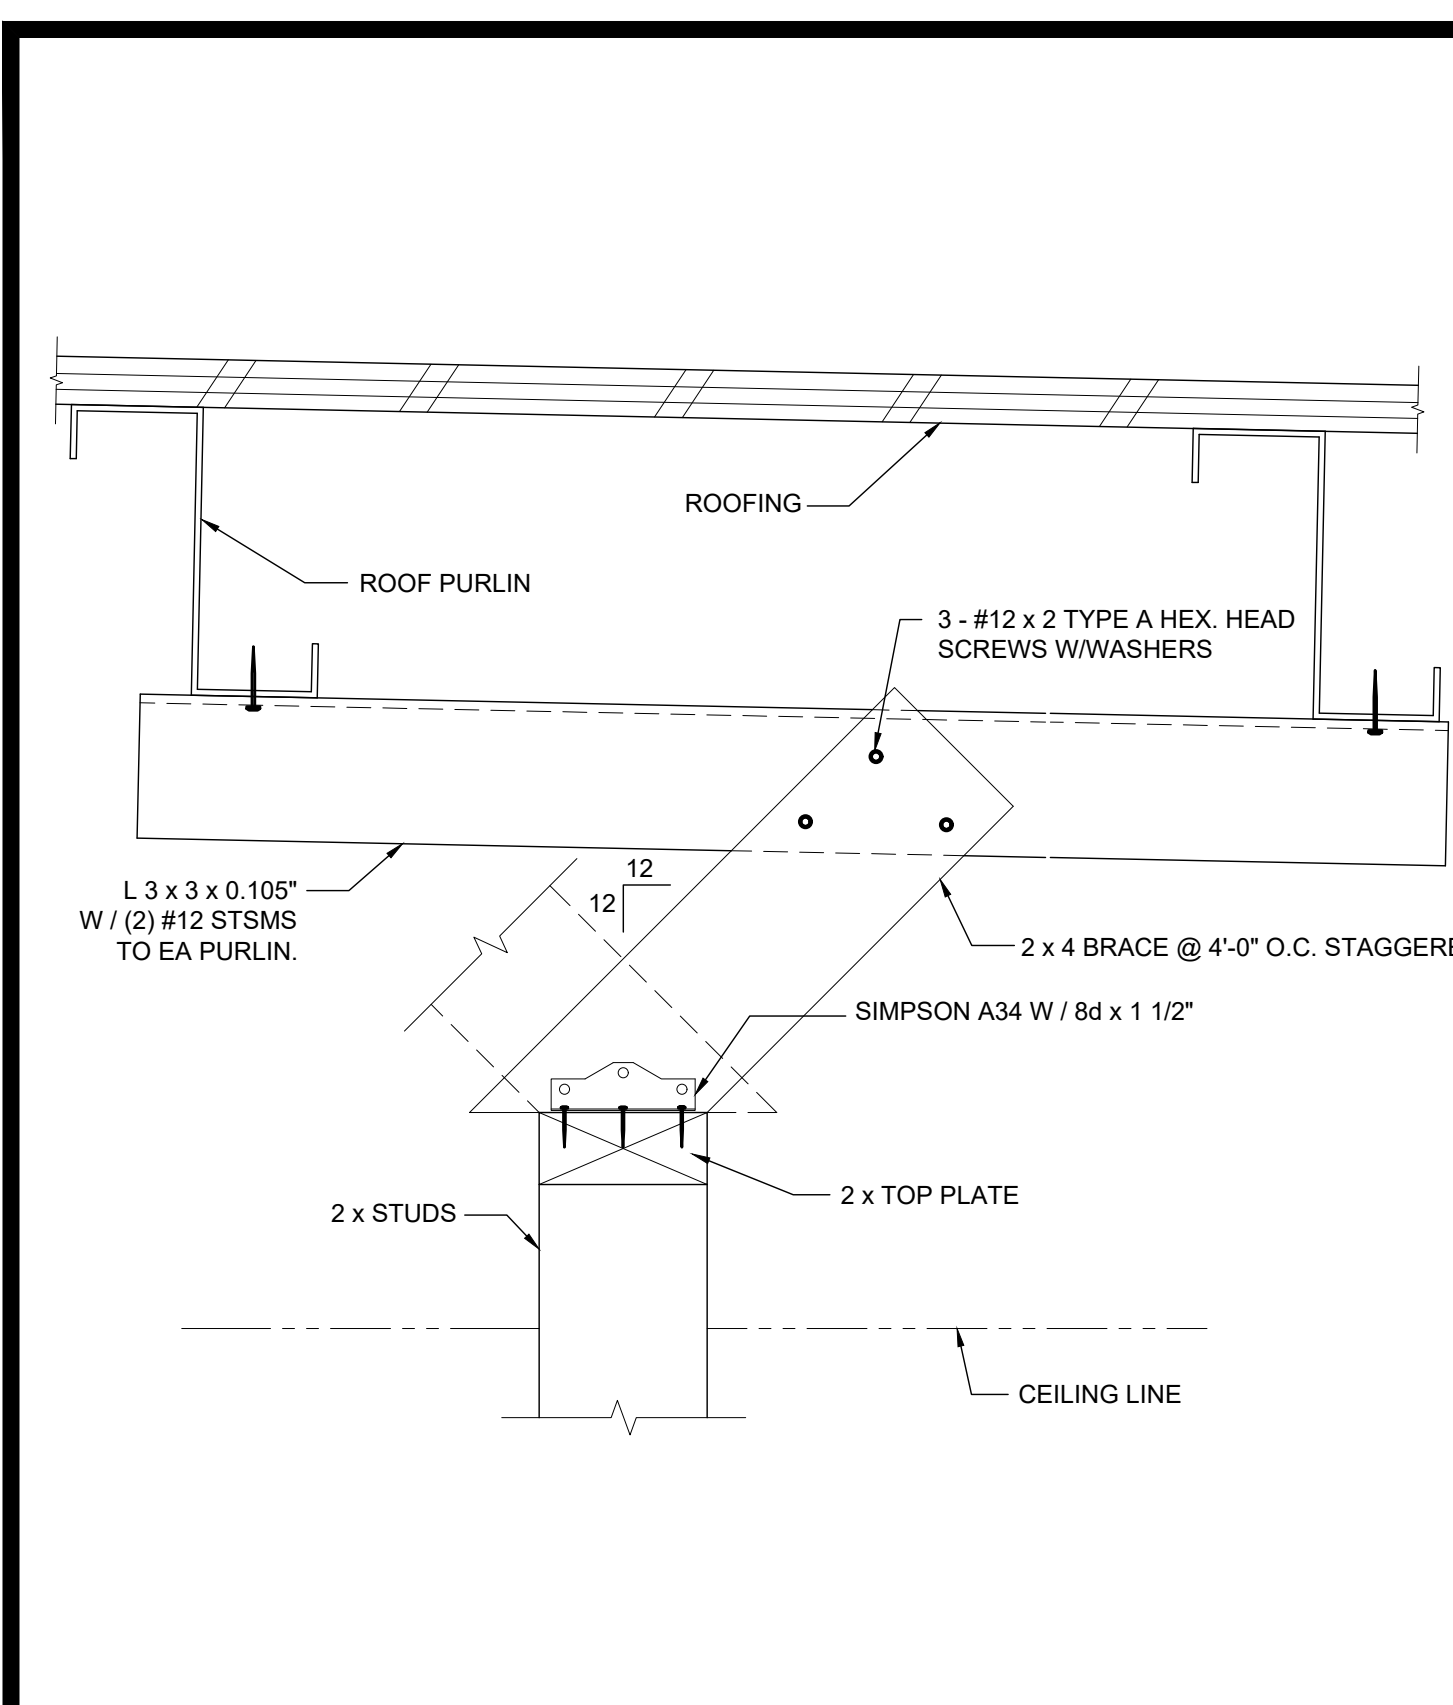 ROOFING
ROOF PURLIN
3 - #12 x 2 TYPE A HEX. HEAD
SCREWS W/WASHERS
12
12
L 3 x 3 x 0.105"
W / (2) #12 STSMS
TO EA PURLIN.
2 x 4 BRACE @ 4'-0" O.C. STAGGERE
SIMPSON A34 W / 8d x 1 1/2"
2 x TOP PLATE
2 x STUDS
CEILING LINE